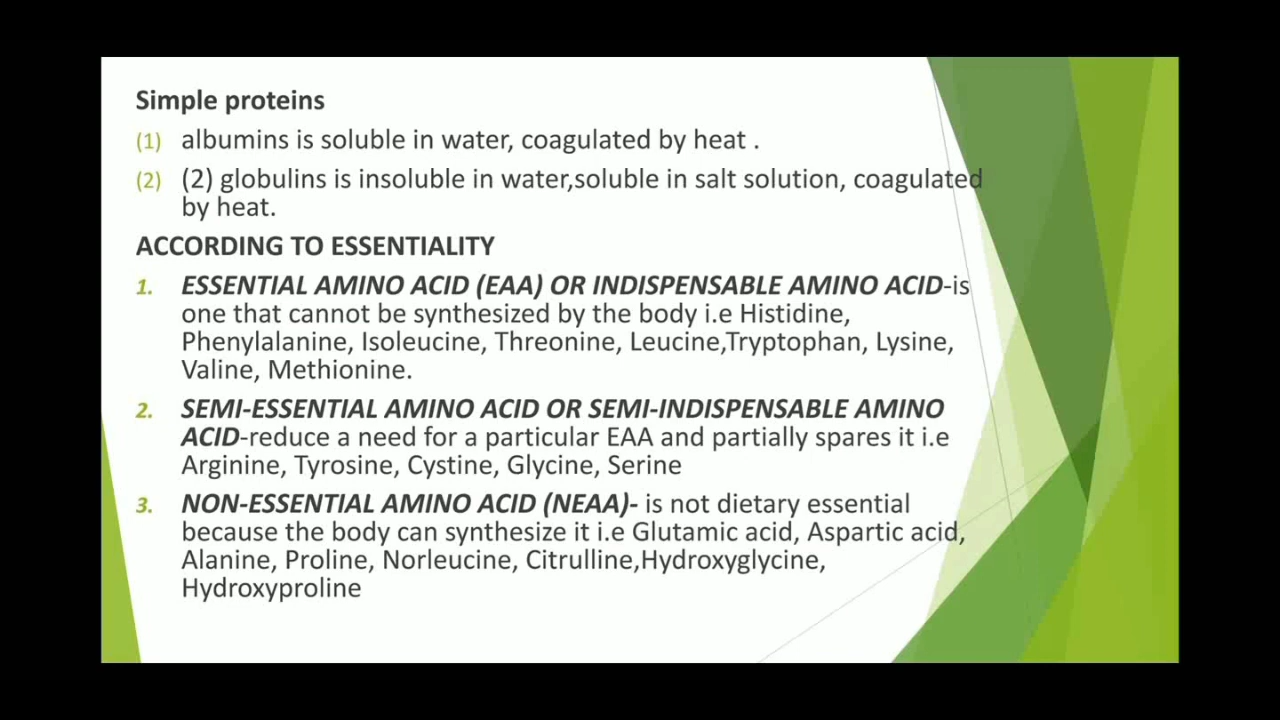 Simple proteins
(1) albumins is soluble in water, coagulated by heat .
(2) (2) globulins is insoluble in water,soluble in salt solution, coagulated
by heat.
ACCORDING TO ESSENTIALITY
1. ESSENTIAL AMINO ACID (EAA) OR INDISPENSABLE AMINO ACID-is
one that cannot be synthesized by the body i.e Histidine,
Phenylalanine, Isoleucine, Threonine, Leucine,Tryptophan, Lysine,
Valine, Methionine.
2. SEMI-ESSENTIAL AMINO ACID OR SEMI-INDISPENSABLE AMINO
ACID-reduce a need for a particular EAA and partially spares it i.e
Arginine, Tyrosine, Cystine, Glycine, Serine
3. NON-ESSENTIAL AMINO ACID (NEAA)- is not dietary essential
because the body can synthesize it i.e Glutamic acid, Aspartic acid,
Alanine, Proline, Norleucine, Citrulline,Hydroxyglycine,
Hydroxyproline